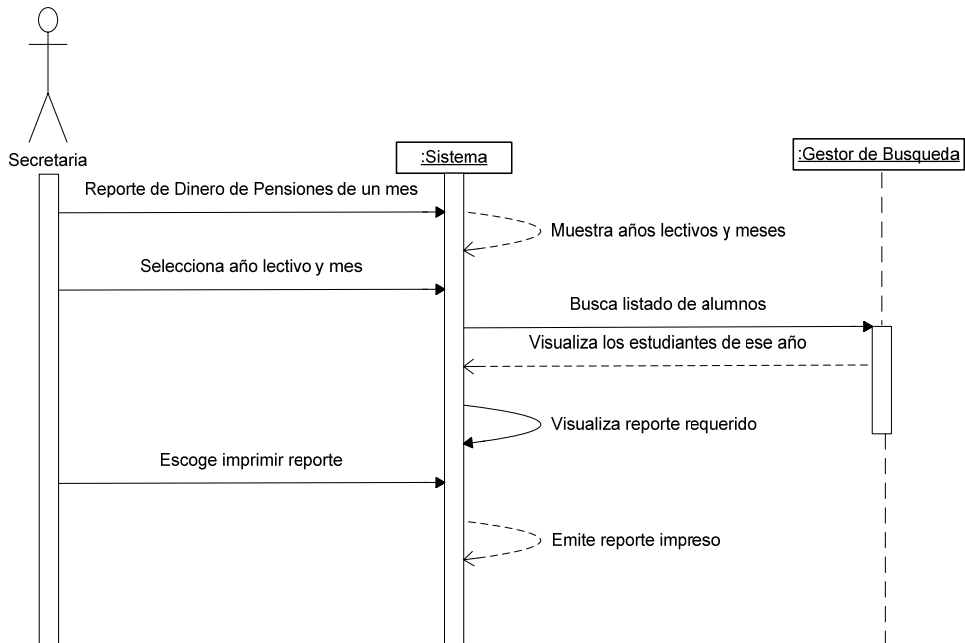 :Gestor de Busqueda
:Sistema
Secretaria
Reporte de Dinero de Pensiones de un mes
Muestra años lectivos y meses
Selecciona año lectivo y mes
Busca listado de alumnos
Visualiza los estudiantes de ese año
Visualiza reporte requerido
Escoge imprimir reporte
Emite reporte impreso